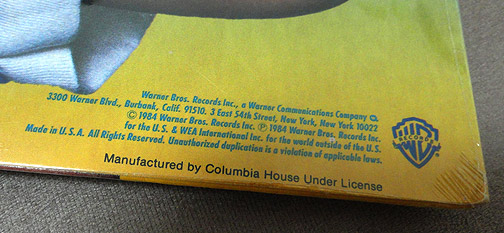 Warner Bros. Records Inc., a Warner Communications Company
3300 Warner Blvd., Burbank, Calif. 91510. 3 East 54th Street, New York, New York 10022
© 1984 Warner Bros. Records Inc. ℗ 1984 Warner Bros. Records Inc.
for the U.S. & WEA International Inc. for the world outside of the U.S.
Made in U.S.A. All Rights Reserved. Unauthorized duplication is a violation of applicable laws.
WB
RECORDS
Manufactured by Columbia House Under License